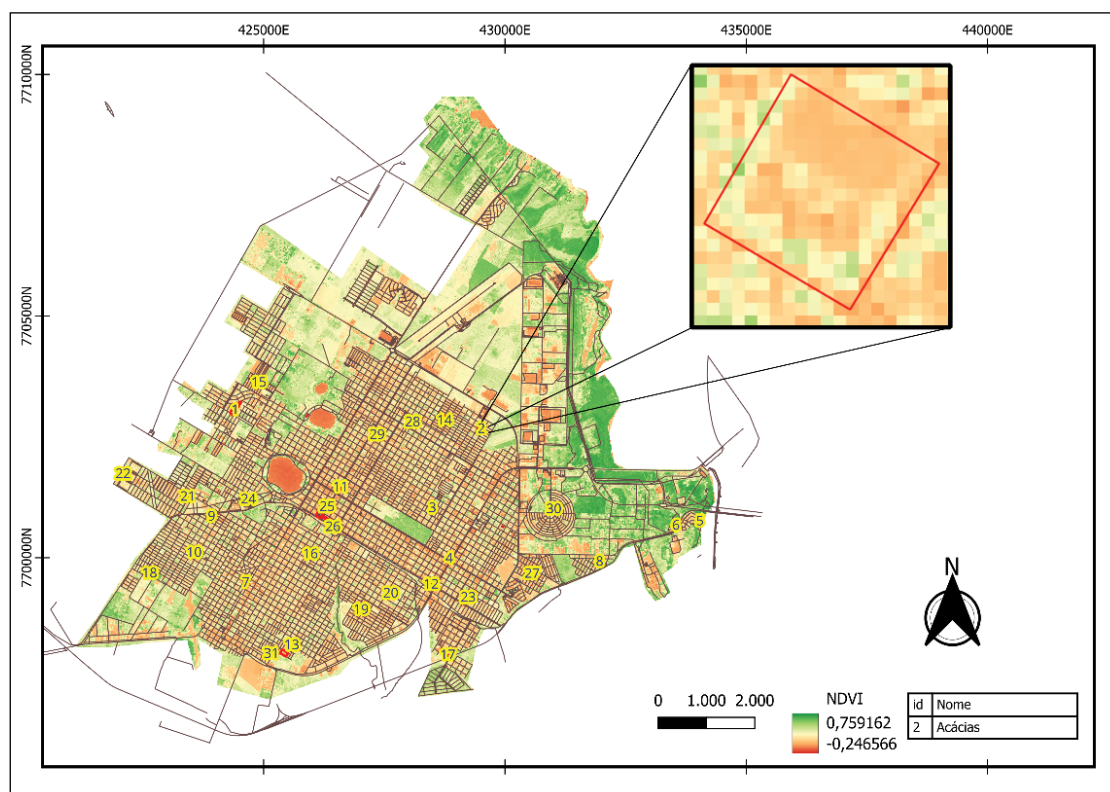 425000E 430000E 435000E 440000E
7710000N
7705000N
7700000N
15
1
28 14
29
2
22
21 24 11
25 3
9
26
30
6 5
10 16 4 8
18 7 12 27
20 23
19
13
31 17
N
0 1.000 2.000
NDVI
0,759162
-0,246566
id Nome
2 Acácias